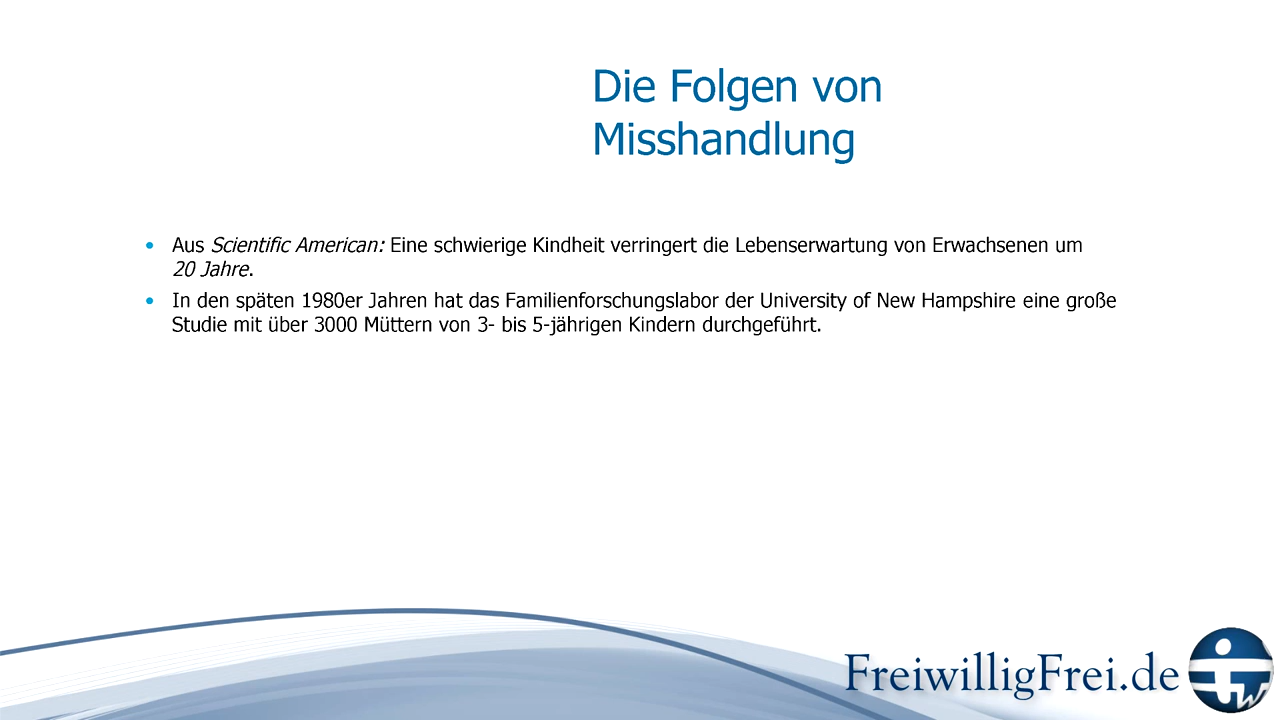 Die Folgen von
Misshandlung
• Aus Scientific American: Eine schwierige Kindheit verringert die Lebenserwartung von Erwachsenen um
20 Jahre.
• In den späten 1980er Jahren hat das Familienforschungslabor der University of New Hampshire eine große
Studie mit über 3000 Müttern von 3- bis 5-jährigen Kindern durchgeführt.
FreiwilligFrei.de